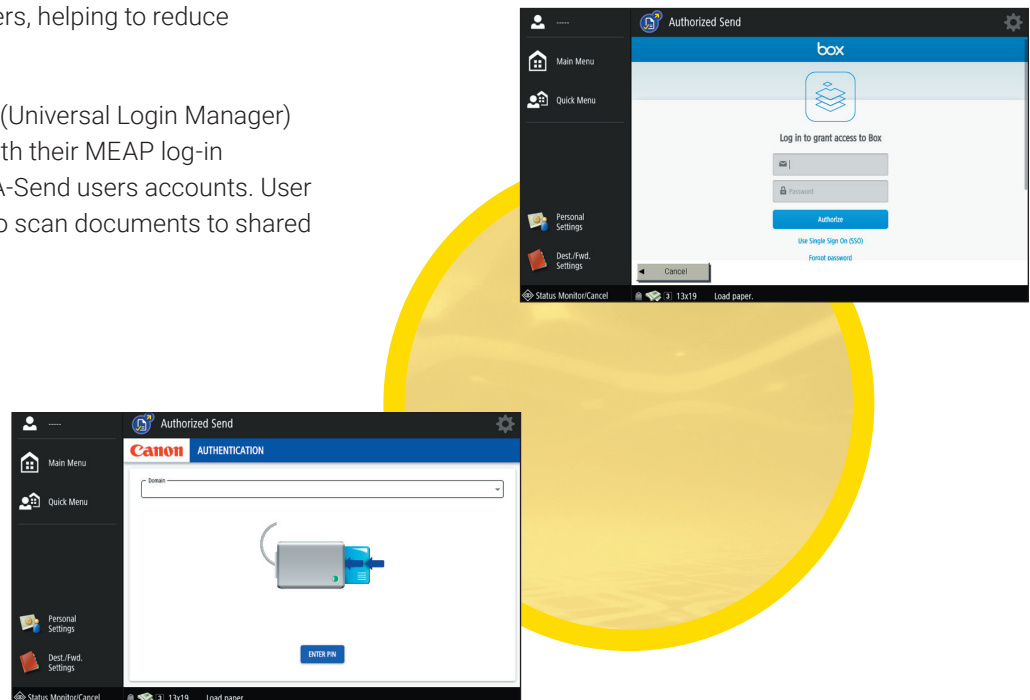 ers, helping to reduce
(Universal Login Manager)
th their MEAP log-in
A-Send users accounts. User
o scan documents to shared
-----
Authorized Send
Main Menu
Quick Menu
Personal
Settings
Dest./Fwd.
Settings
box
Log in to grant access to Box
Password
Authorize
Use Single Sign On (SSO)
Forgot password
Cancel
Status Monitor/Cancel
3 13x19 Load paper.
-----
Authorized Send
Main Menu
Quick Menu
Personal
Settings
Dest./Fwd.
Settings
Canon AUTHENTICATION
Domain
ENTER PIN
Status Monitor/Cancel
3 13x19 Load paper.